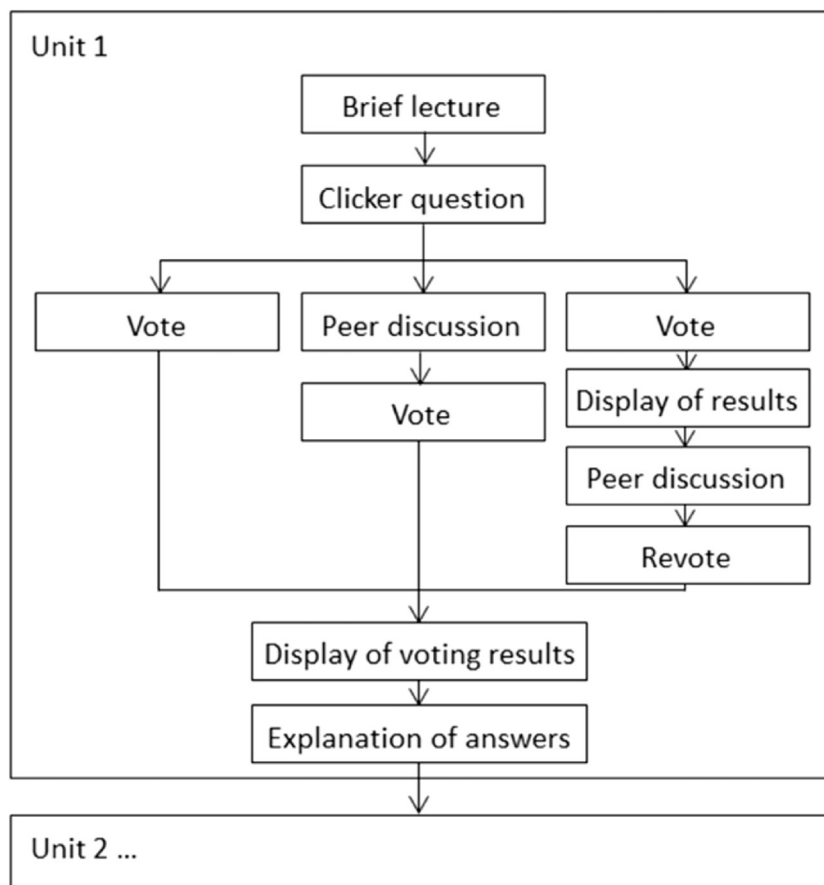 Unit 1
Brief lecture
Clicker question
Vote
Peer discussion
Vote
Vote
Display of results
Peer discussion
Revote
Display of voting results
Explanation of answers
Unit 2 ...